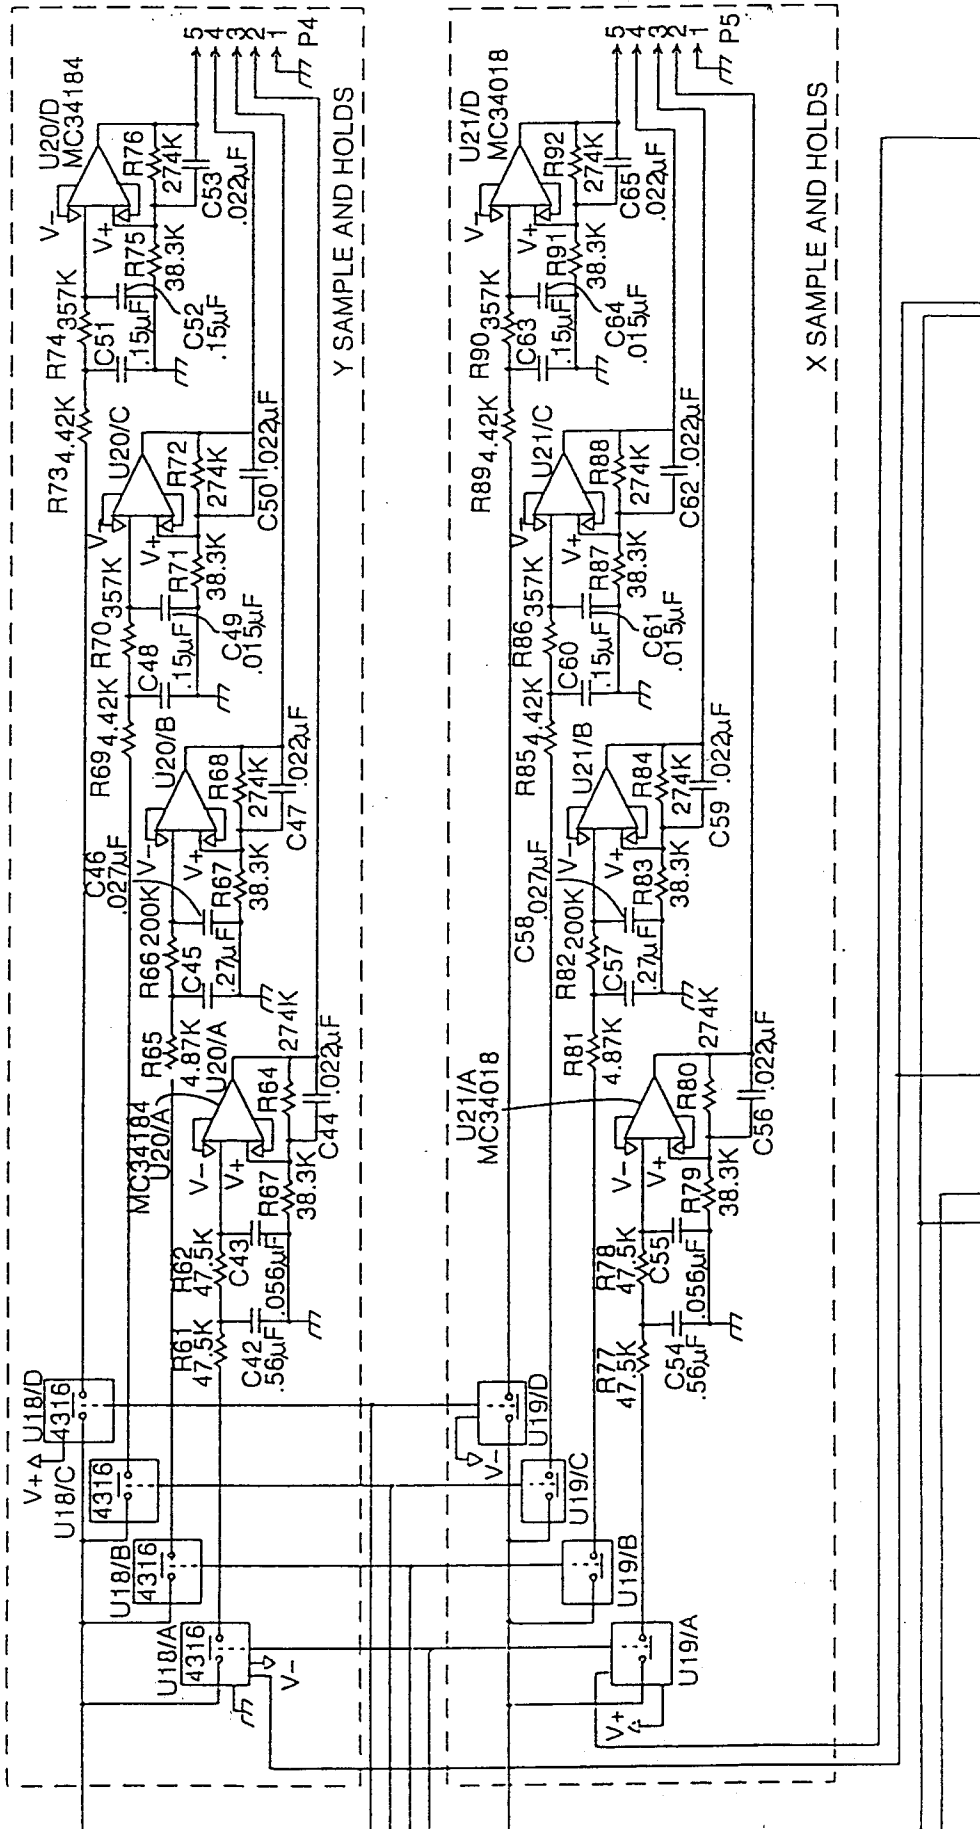 Y SAMPLE AND HOLDS
5
4
3
2
1
P4
U20/D
MC34184
V-
V+
R76
274K
C53
.022µF
R75
38.3K
R74
357K
C51
.15µF
C52
.15µF
R73
4.42K
U20/C
V-
V+
R72
274K
C50
.022µF
R71
38.3K
R70
357K
C48
.15µF
C49
.015µF
R69
4.42K
U20/B
V-
V+
R68
274K
C47
.022µF
R67
38.3K
C46
.027µF
R66
200K
C45
.27µF
R65
4.87K
U20/A
MC34184
U20/A
V-
V+
R64
274K
C44
.022µF
R67
38.3K
R62
47.5K
C43
.056µF
R61
47.5K
C42
.56µF
U18/D
4316
V+
U18/C
4316
U18/B
4316
U18/A
4316
V-
X SAMPLE AND HOLDS
5
4
3
2
1
P5
U21/D
MC34018
V-
V+
R92
274K
C65
.022µF
R91
38.3K
R90
357K
C63
.15µF
C64
.015µF
R89
4.42K
U21/C
V-
V+
R88
274K
C62
.022µF
R87
38.3K
R86
357K
C60
.15µF
C61
.015µF
R85
4.42K
U21/B
V-
V+
R84
274K
C59
.022µF
R83
38.3K
C58
.027µF
R82
200K
C57
.27µF
R81
4.87K
U21/A
MC34018
V-
V+
R80
274K
C56
.022µF
R79
38.3K
R78
47.5K
C55
.056µF
R77
47.5K
C54
.56µF
U19/D
V-
U19/C
U19/B
U19/A
V+